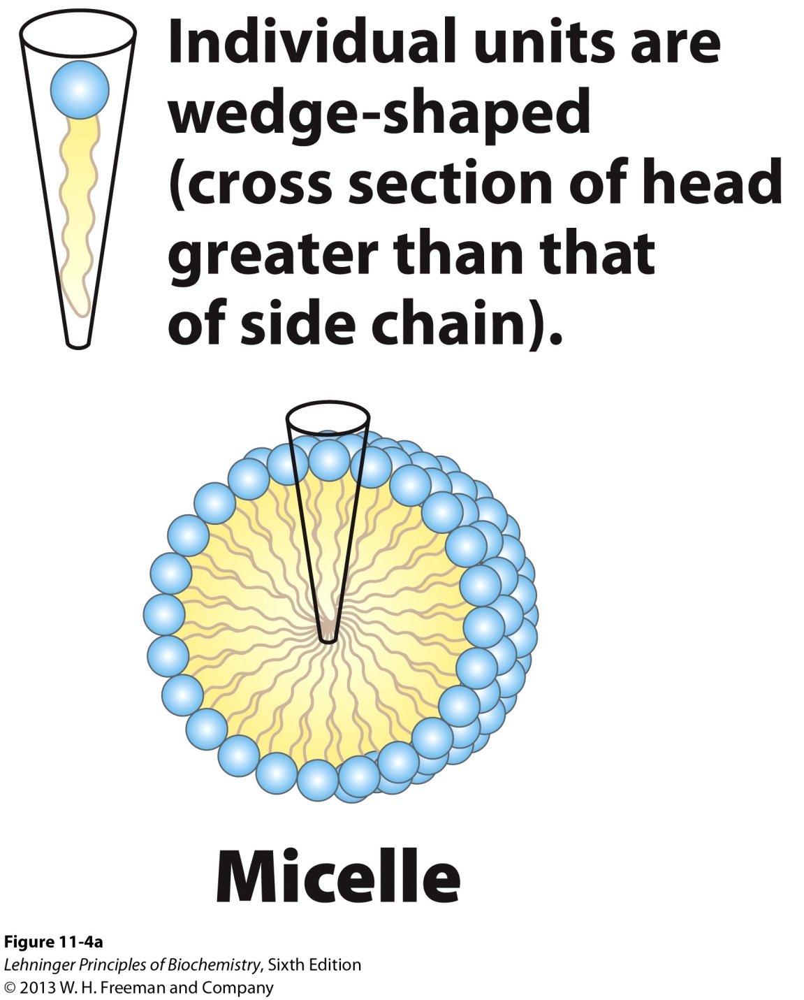 Individual units are
wedge-shaped
(cross section of head
greater than that
of side chain).
Micelle
Figure 11-4a
Lehninger Principles of Biochemistry, Sixth Edition
© 2013 W. H. Freeman and Company